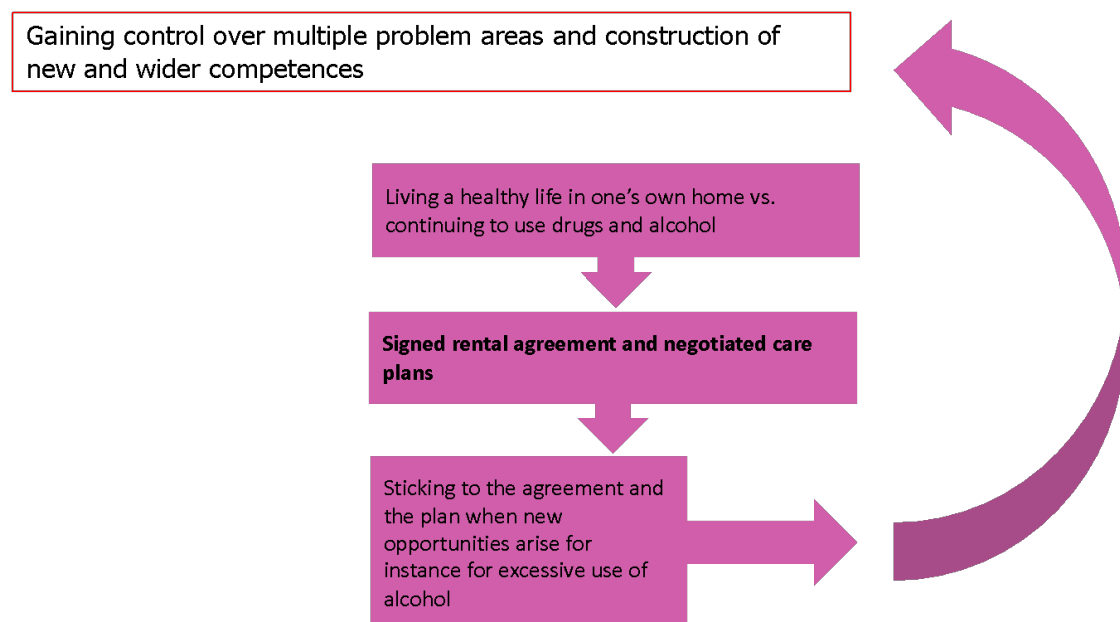 Gaining control over multiple problem areas and construction of
new and wider competences
Living a healthy life in one’s own home vs.
continuing to use drugs and alcohol
Signed rental agreement and negotiated care
plans
Sticking to the agreement and
the plan when new
opportunities arise for
instance for excessive use of
alcohol